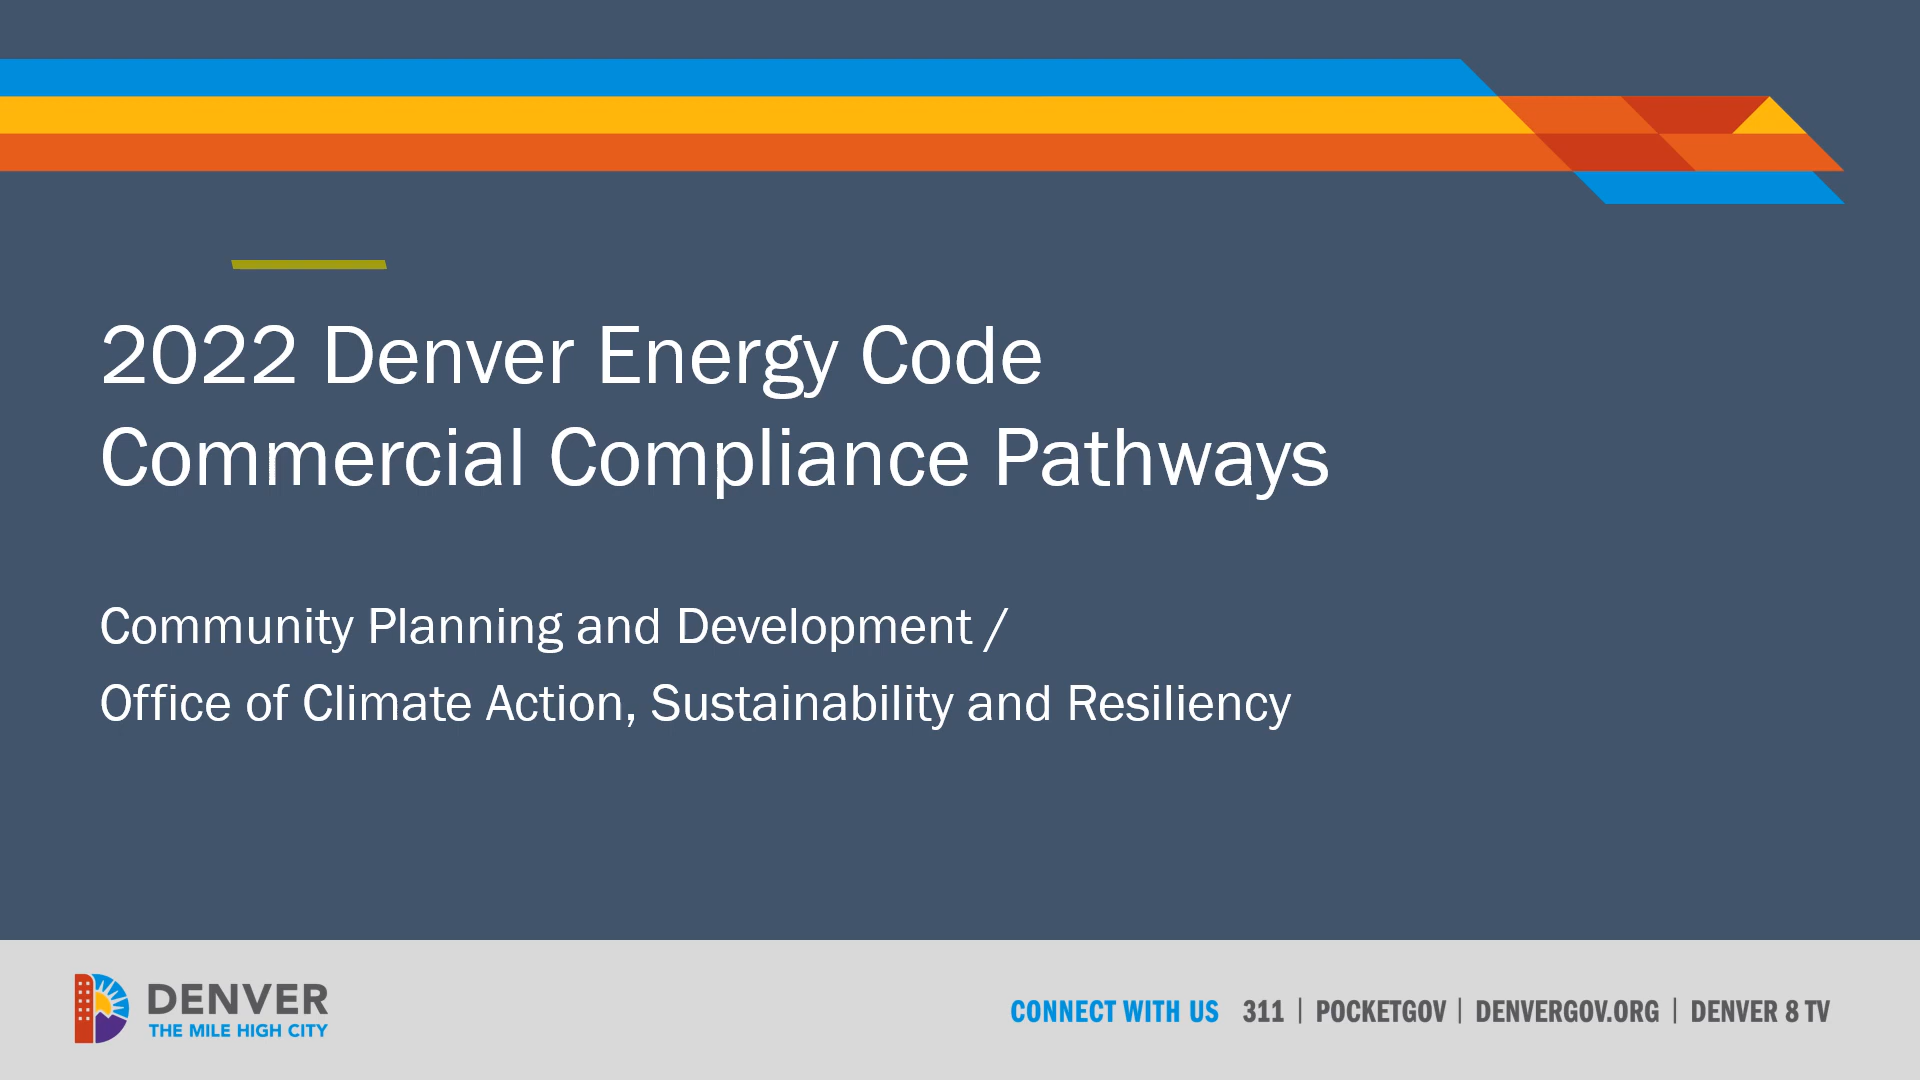 2022 Denver Energy Code
Commercial Compliance Pathways
Community Planning and Development /
Office of Climate Action, Sustainability and Resiliency
DENVER
THE MILE HIGH CITY
CONNECT WITH US 311 | POCKETGOV | DENVERGOV.ORG | DENVER 8 TV